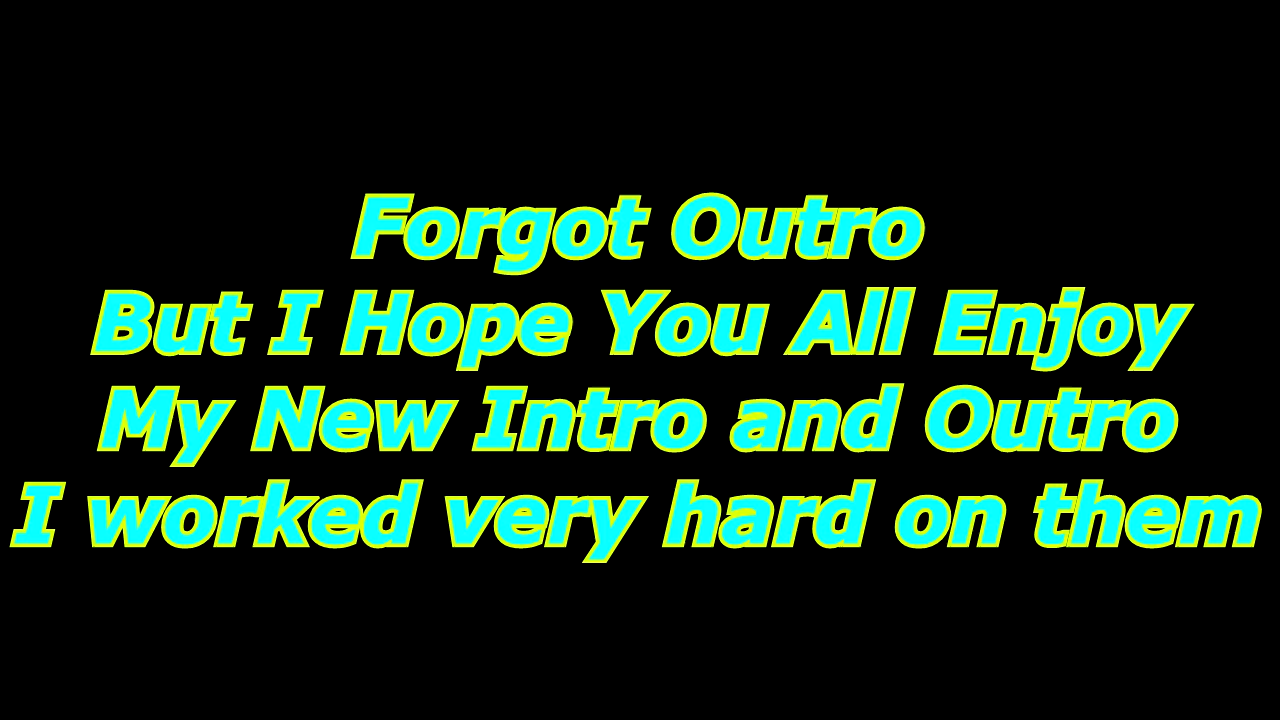 Forgot Outro
But I Hope You All Enjoy
My New Intro and Outro
I worked very hard on them